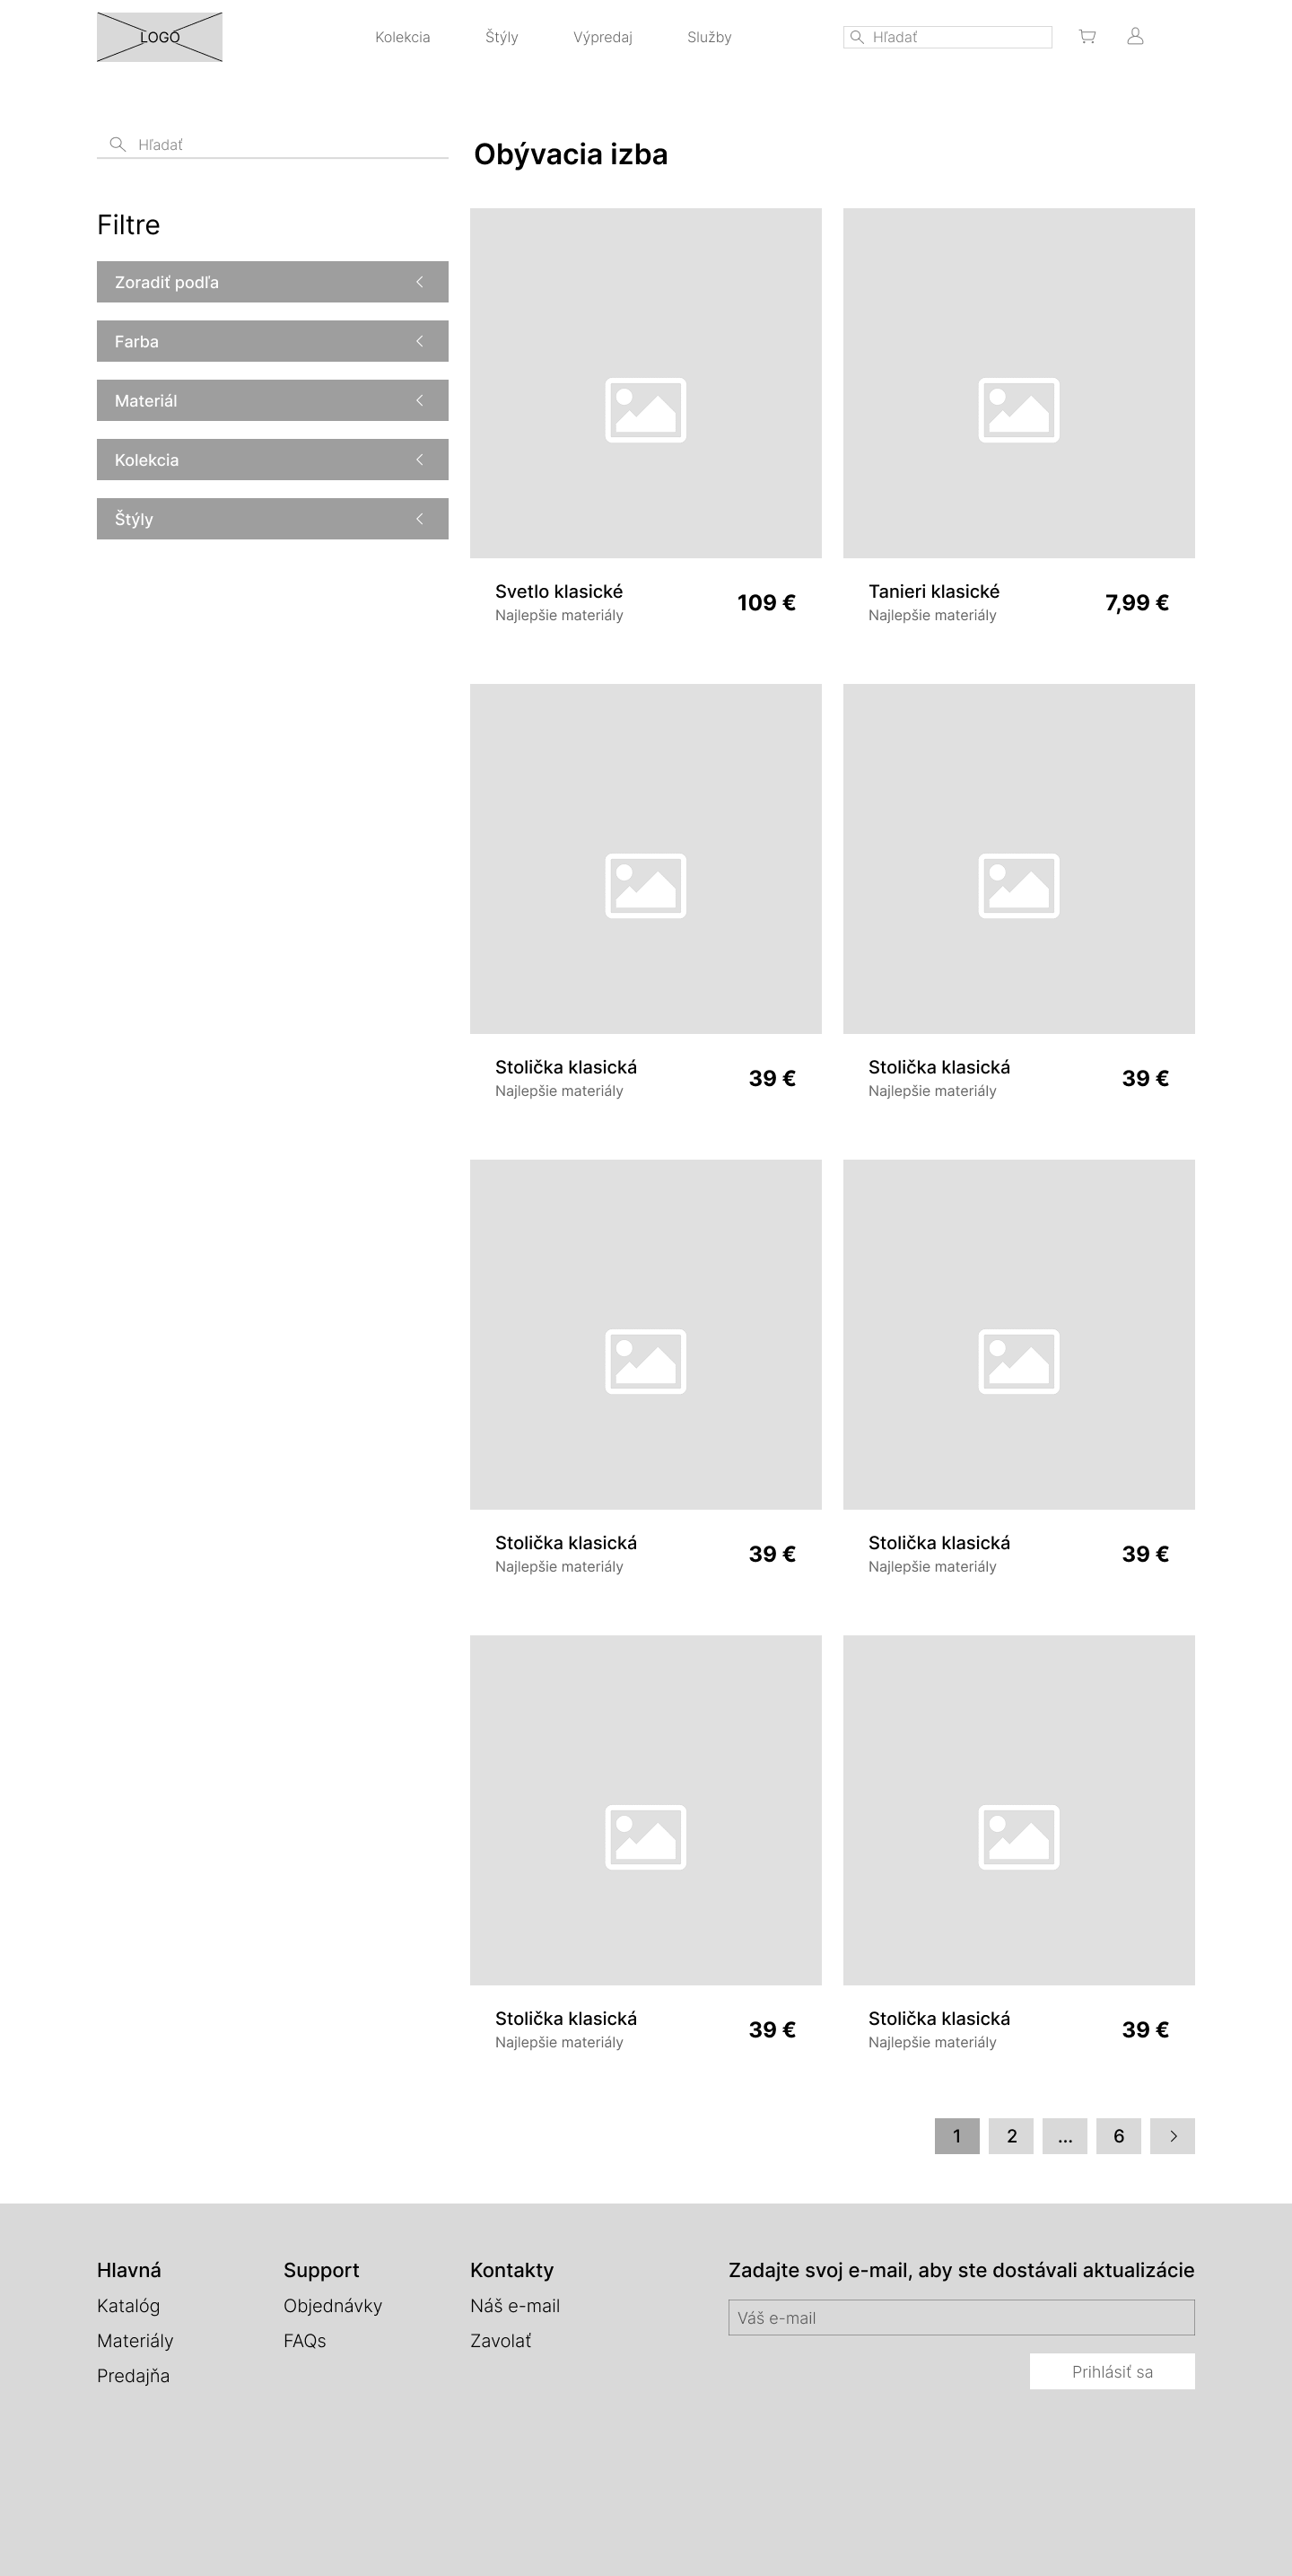 LOGO
Kolekcia
Štýly
Výpredaj
Služby
Hľadať
Hľadať
Obývacia izba
Filtre
Zoradiť podľa
Farba
Materiál
Kolekcia
Štýly
Svetlo klasické
Najlepšie materiály
109 €
Tanieri klasické
Najlepšie materiály
7,99 €
Stolička klasická
Najlepšie materiály
39 €
Stolička klasická
Najlepšie materiály
39 €
Stolička klasická
Najlepšie materiály
39 €
Stolička klasická
Najlepšie materiály
39 €
Stolička klasická
Najlepšie materiály
39 €
Stolička klasická
Najlepšie materiály
39 €
1
2
...
6
Hlavná
Katalóg
Materiály
Predajňa
Support
Objednávky
FAQs
Kontakty
Náš e-mail
Zavolať
Zadajte svoj e-mail, aby ste dostávali aktualizácie
Váš e-mail
Prihlásiť sa